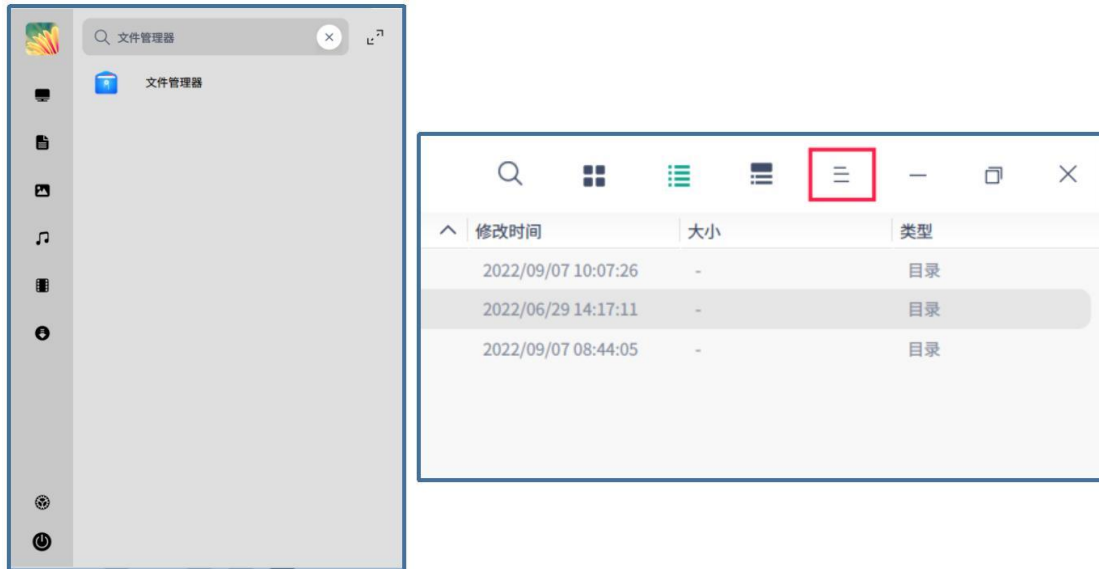 文件管理器
文件管理器
修改时间 大小 类型
2022/09/07 10:07:26 - 目录
2022/06/29 14:17:11 - 目录
2022/09/07 08:44:05 - 目录